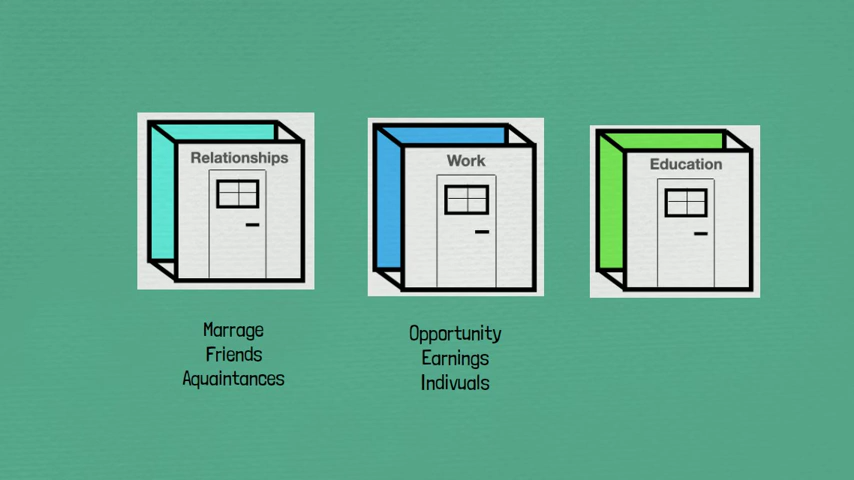 Relationships
Work
Education
Marrage
Friends
Aquaintances
Opportunity
Earnings
Indivuals